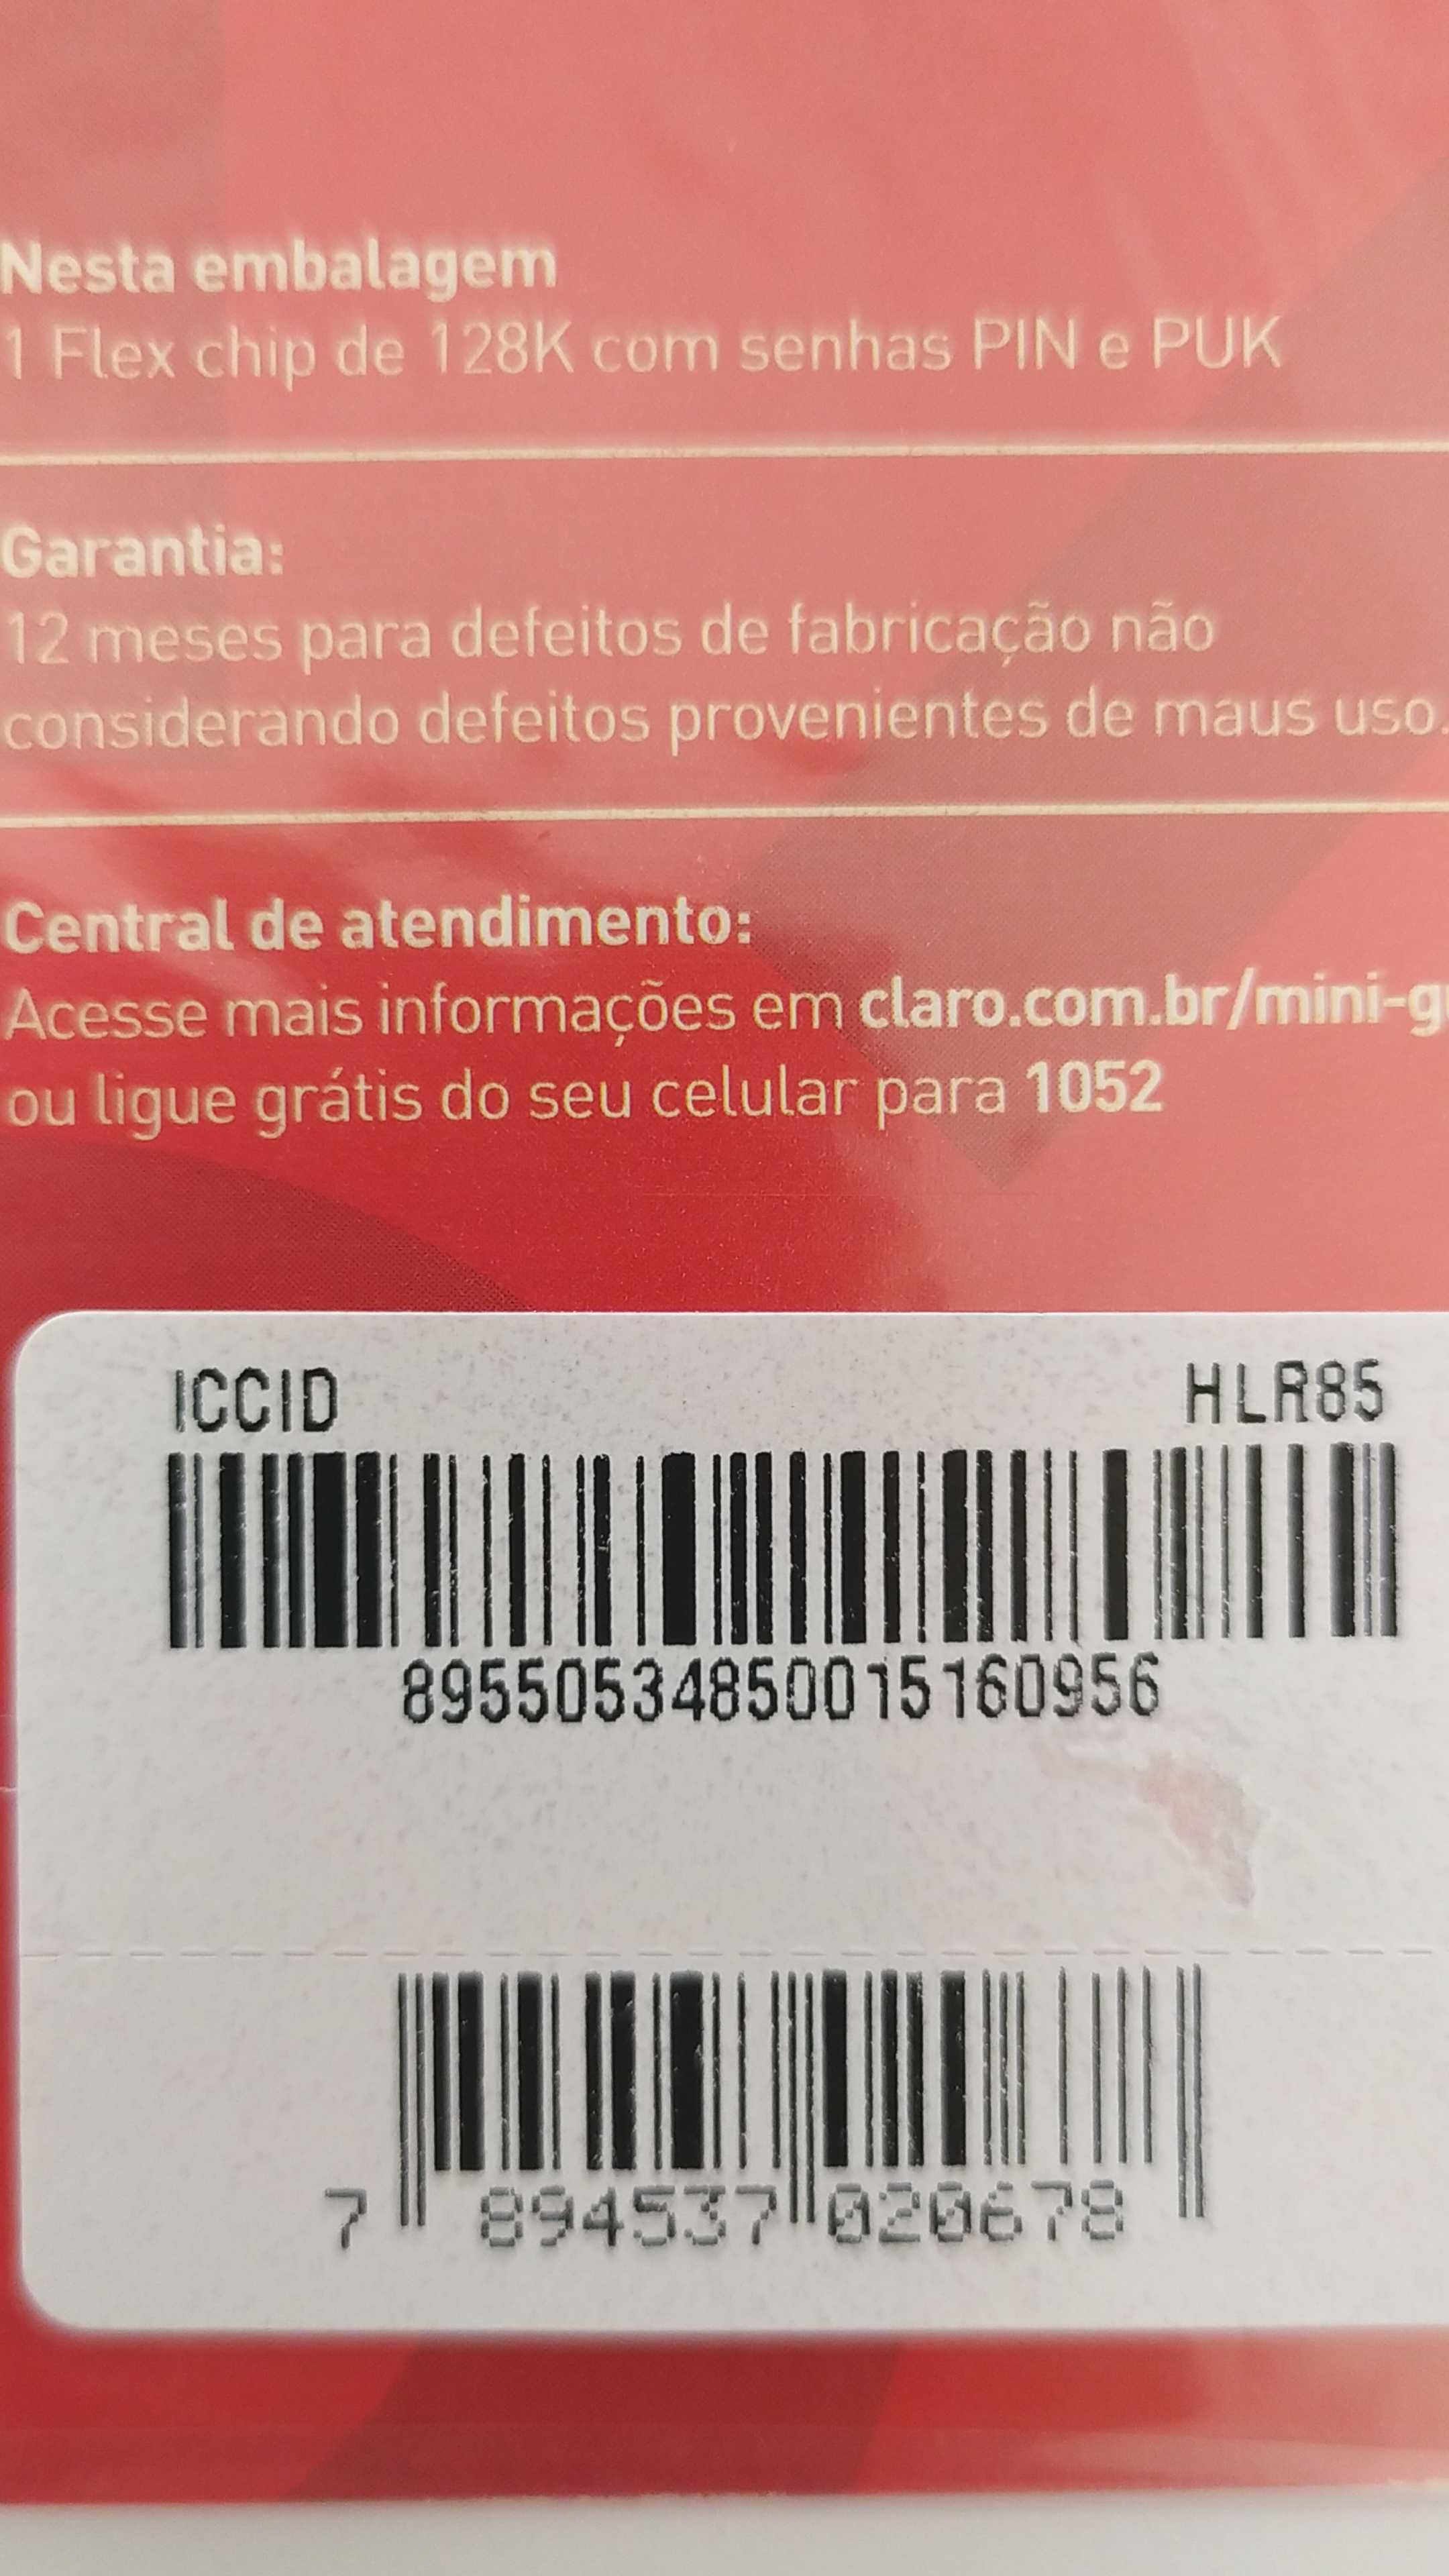 Nesta embalagem
1 Flex chip de 128K com senhas PIN e PUK
Garantia:
12 meses para defeitos de fabricação não
considerando defeitos provenientes de maus uso.
Central de atendimento:
Acesse mais informações em claro.com.br/mini-g
ou ligue grátis do seu celular para 1052
ICCID HLR85
89550534850015160956
7 894537 020678